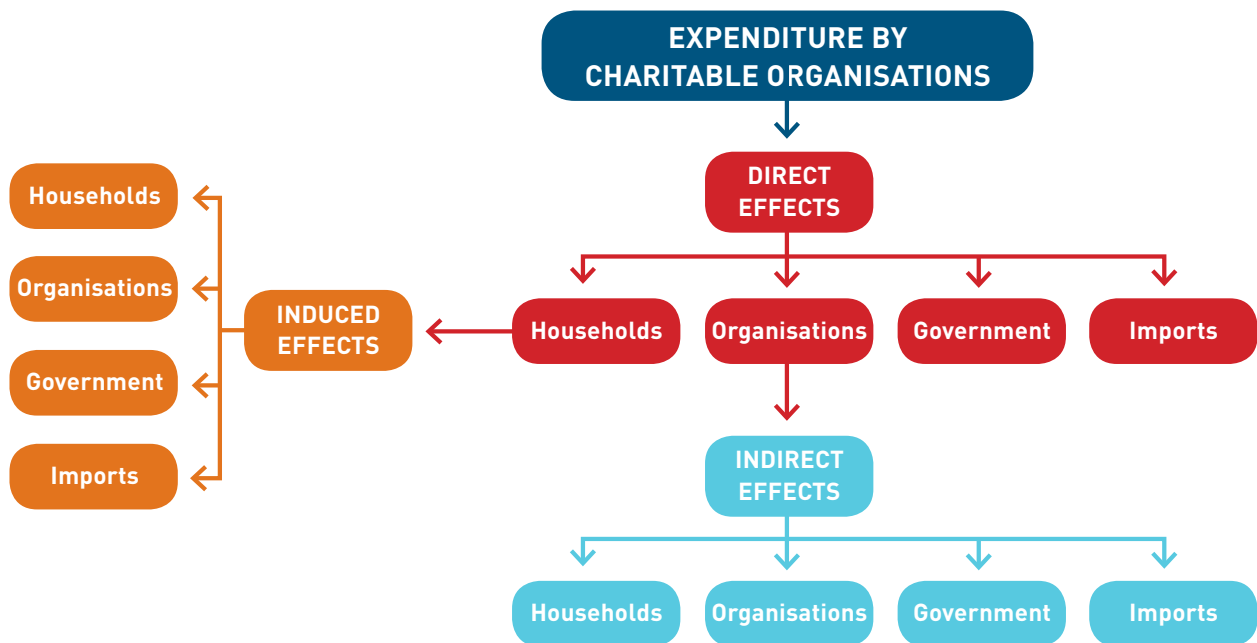 EXPENDITURE BY
CHARITABLE ORGANISATIONS
DIRECT
EFFECTS
Households
Organisations
Government
Imports
INDUCED
EFFECTS
Households
Organisations
Government
Imports
INDIRECT
EFFECTS
Households
Organisations
Government
Imports